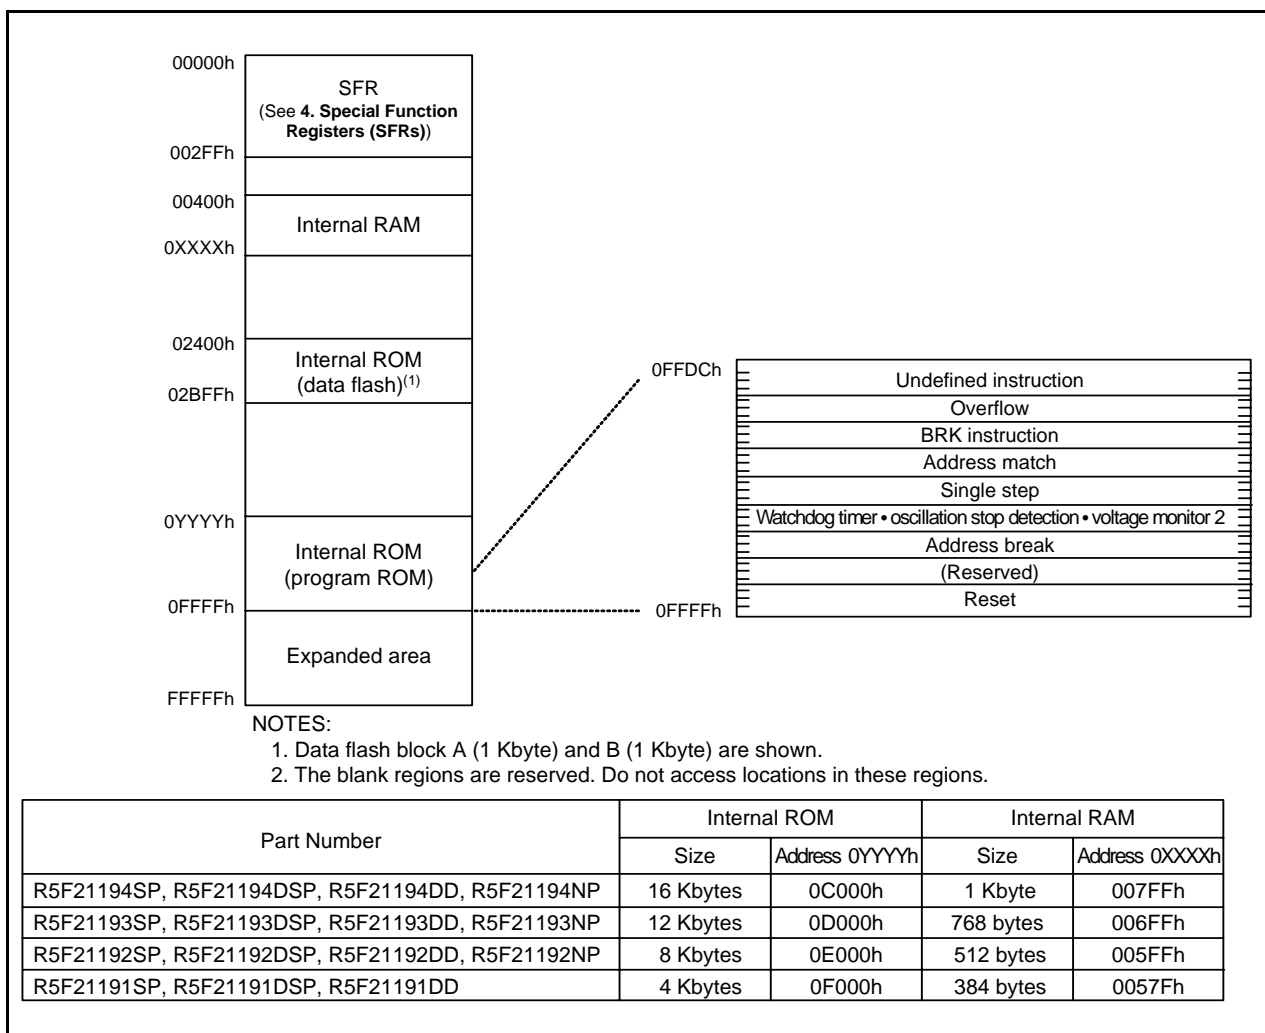 00000h
SFR
(See 4. Special Function
Registers (SFRs))
002FFh
00400h
Internal RAM
0XXXXh
02400h
Internal ROM
(data flash)(1)
02BFFh
0YYYYh
Internal ROM
(program ROM)
0FFFFh
Expanded area
FFFFFh
0FFDCh
Undefined instruction
Overflow
BRK instruction
Address match
Single step
Watchdog timer • oscillation stop detection • voltage monitor 2
Address break
(Reserved)
Reset
0FFFFh
NOTES:
1. Data flash block A (1 Kbyte) and B (1 Kbyte) are shown.
2. The blank regions are reserved. Do not access locations in these regions.
Part Number Internal ROM Internal RAM
Size Address 0YYYYh Size Address 0XXXXh
R5F21194SP, R5F21194DSP, R5F21194DD, R5F21194NP 16 Kbytes 0C000h 1 Kbyte 007FFh
R5F21193SP, R5F21193DSP, R5F21193DD, R5F21193NP 12 Kbytes 0D000h 768 bytes 006FFh
R5F21192SP, R5F21192DSP, R5F21192DD, R5F21192NP 8 Kbytes 0E000h 512 bytes 005FFh
R5F21191SP, R5F21191DSP, R5F21191DD 4 Kbytes 0F000h 384 bytes 0057Fh